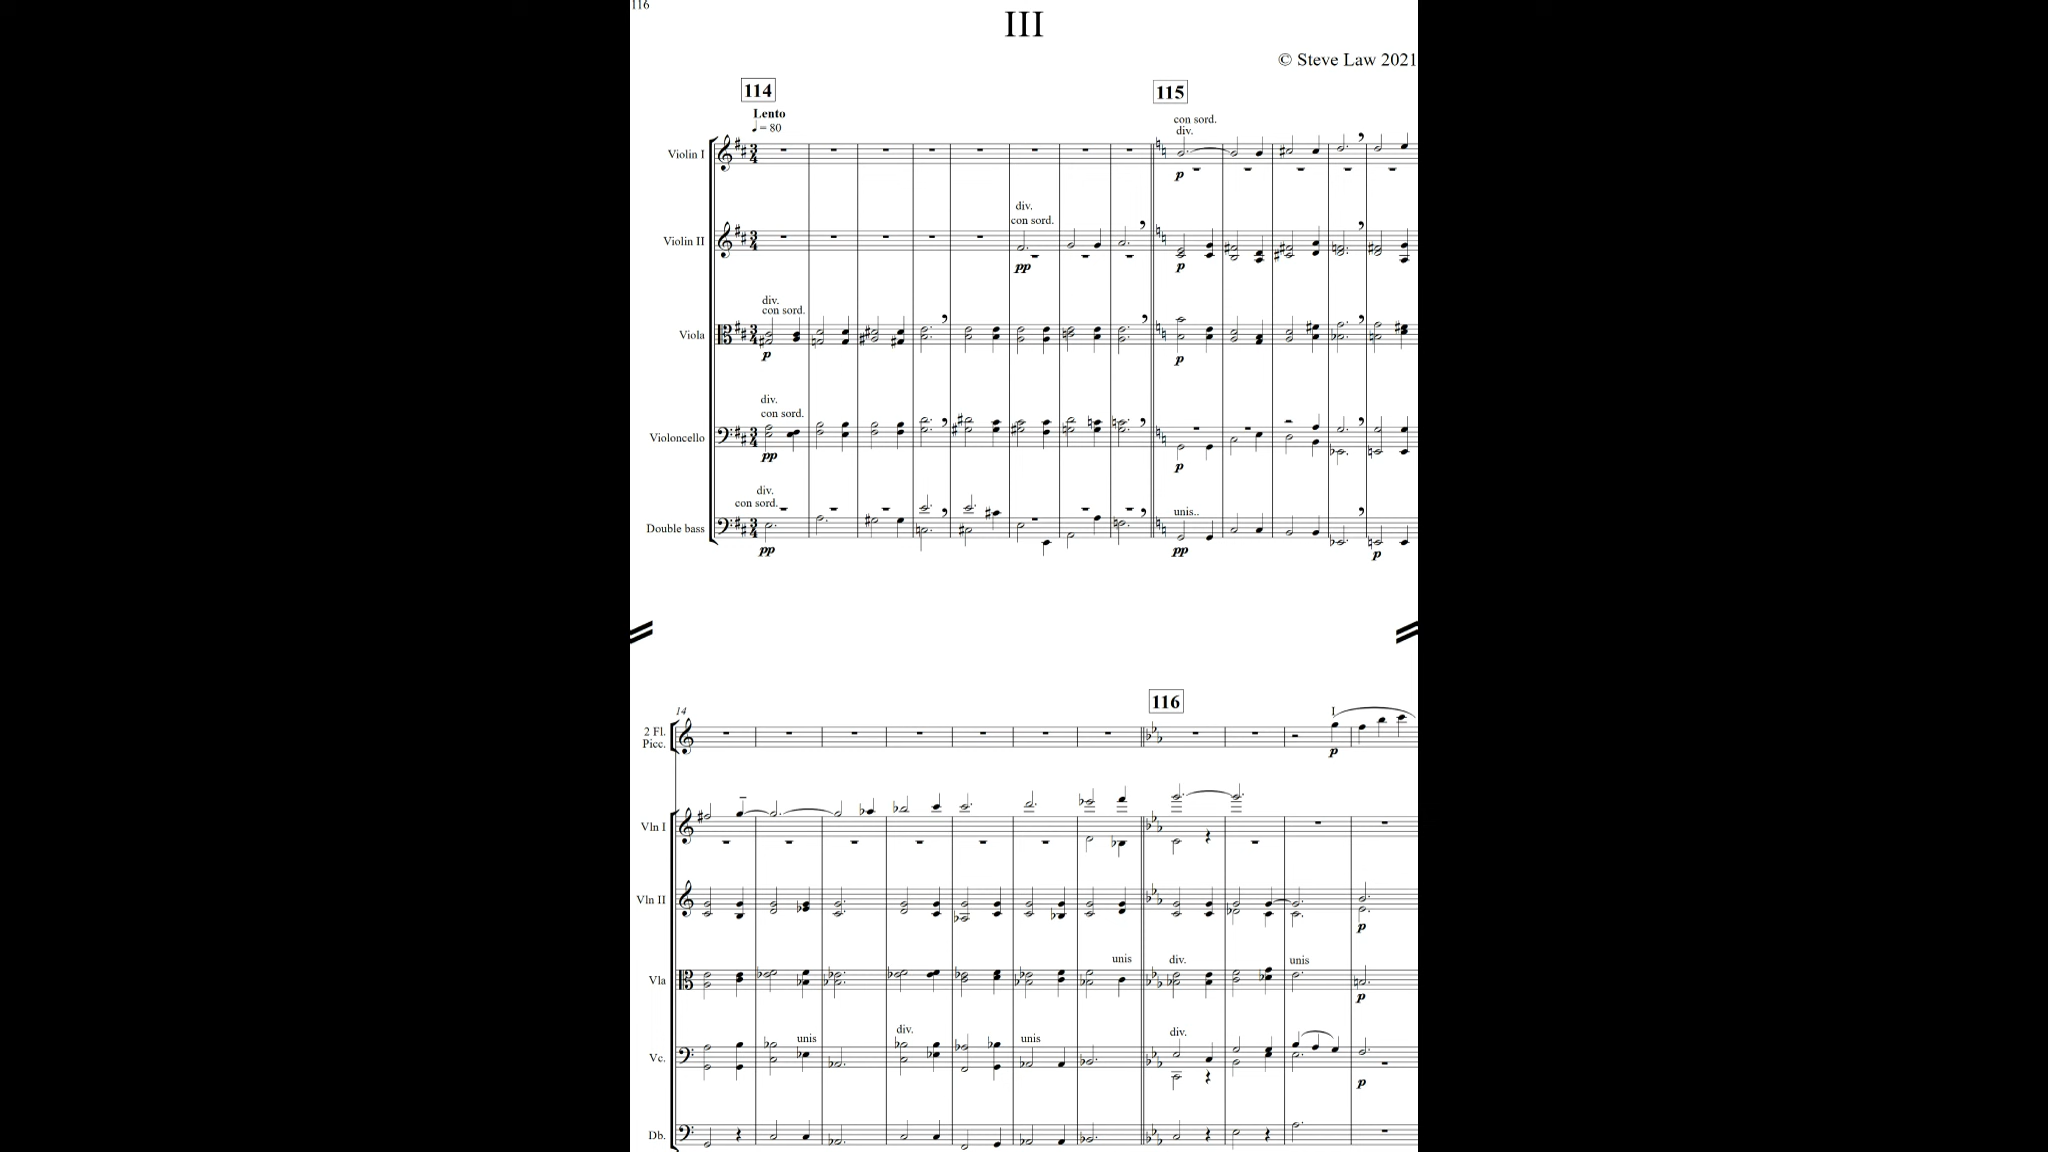 116
III
© Steve Law 2021
114
115
Lento
= 80
con sord.
div.
Violin I
p
div.
con sord.
Violin II
pp
p
div.
con sord.
Viola
p
p
div.
con sord.
Violoncello
pp
p
div.
con sord.
unis..
Double bass
pp
pp
p
116
14
I
2 Fl.
Picc.
p
Vln I
Vln II
p
unis
div.
unis
Vla
p
unis
div.
unis
div.
Vc.
p
Db.